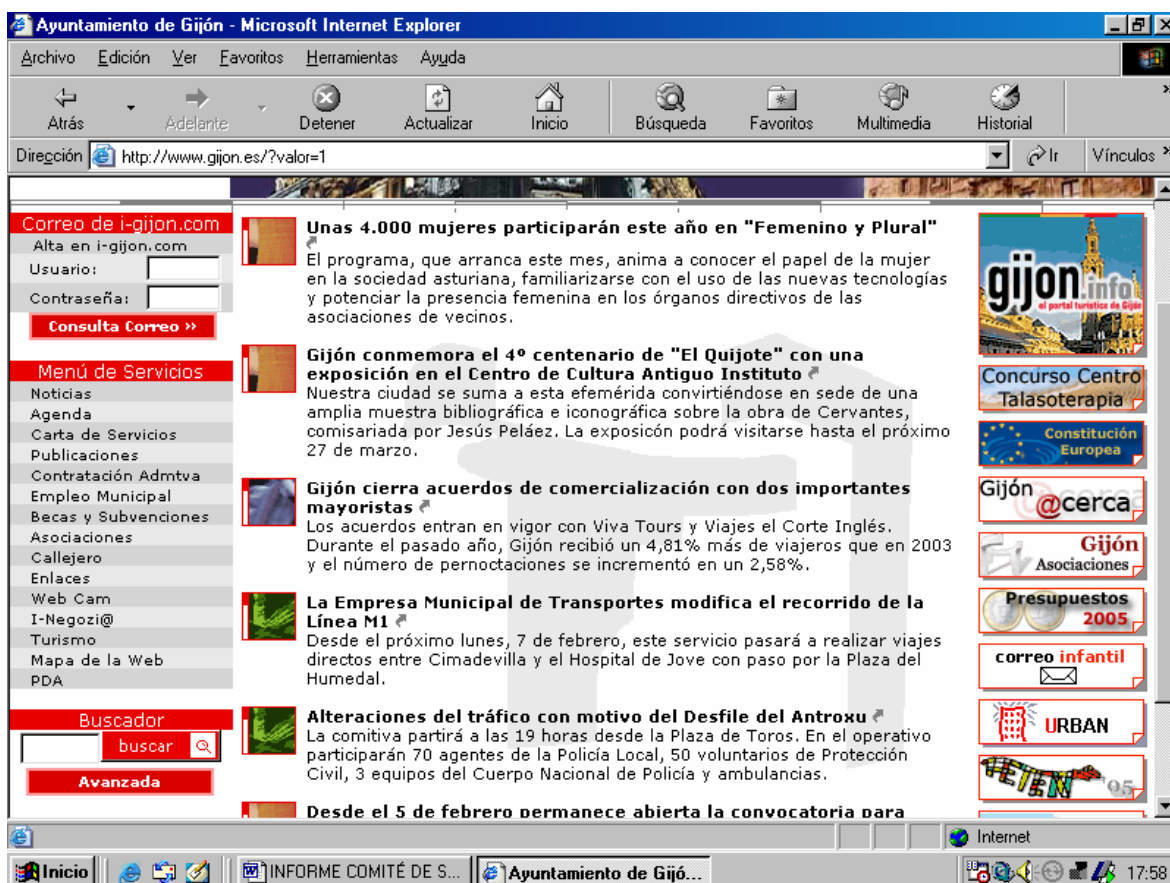 Ayuntamiento de Gijón - Microsoft Internet Explorer
Archivo Edición Ver Favoritos Herramientas Ayuda
Atrás Adelante Detener Actualizar Inicio Búsqueda Favoritos Multimedia Historial
Dirección http://www.gijon.es/?valor=1 Ir Vínculos
Correo de i-gijon.com
Alta en i-gijon.com
Usuario:
Contraseña:
Consulta Correo »
Menú de Servicios
Noticias
Agenda
Carta de Servicios
Publicaciones
Contratación Admtva
Empleo Municipal
Becas y Subvenciones
Asociaciones
Callejero
Enlaces
Web Cam
I-Negozi@
Turismo
Mapa de la Web
PDA
Buscador
buscar
Avanzada
Unas 4.000 mujeres participarán este año en "Femenino y Plural"
El programa, que arranca este mes, anima a conocer el papel de la mujer
en la sociedad asturiana, familiarizarse con el uso de las nuevas tecnologías
y potenciar la presencia femenina en los órganos directivos de las
asociaciones de vecinos.
Gijón conmemora el 4º centenario de "El Quijote" con una
exposición en el Centro de Cultura Antiguo Instituto
Nuestra ciudad se suma a esta efemérida convirtiéndose en sede de una
amplia muestra bibliográfica e iconográfica sobre la obra de Cervantes,
comisariada por Jesús Peláez. La exposicón podrá visitarse hasta el próximo
27 de marzo.
Gijón cierra acuerdos de comercialización con dos importantes
mayoristas
Los acuerdos entran en vigor con Viva Tours y Viajes el Corte Inglés.
Durante el pasado año, Gijón recibió un 4,81% más de viajeros que en 2003
y el número de pernoctaciones se incrementó en un 2,58%.
La Empresa Municipal de Transportes modifica el recorrido de la
Línea M1
Desde el próximo lunes, 7 de febrero, este servicio pasará a realizar viajes
directos entre Cimadevilla y el Hospital de Jove con paso por la Plaza del
Humedal.
Alteraciones del tráfico con motivo del Desfile del Antroxu
La comitiva partirá a las 19 horas desde la Plaza de Toros. En el operativo
participarán 70 agentes de la Policía Local, 50 voluntarios de Protección
Civil, 3 equipos del Cuerpo Nacional de Policía y ambulancias.
Desde el 5 de febrero permanece abierta la convocatoria para
gijon.info
el portal turístico de Gijón
Concurso Centro
Talasoterapia
Constitución
Europea
Gijón
@cerca
Gijón
Asociaciones
Presupuestos
2005
correo infantil
URBAN
FETEN '05
Internet
Inicio INFORME COMITÉ DE S... Ayuntamiento de Gijó... 17:58